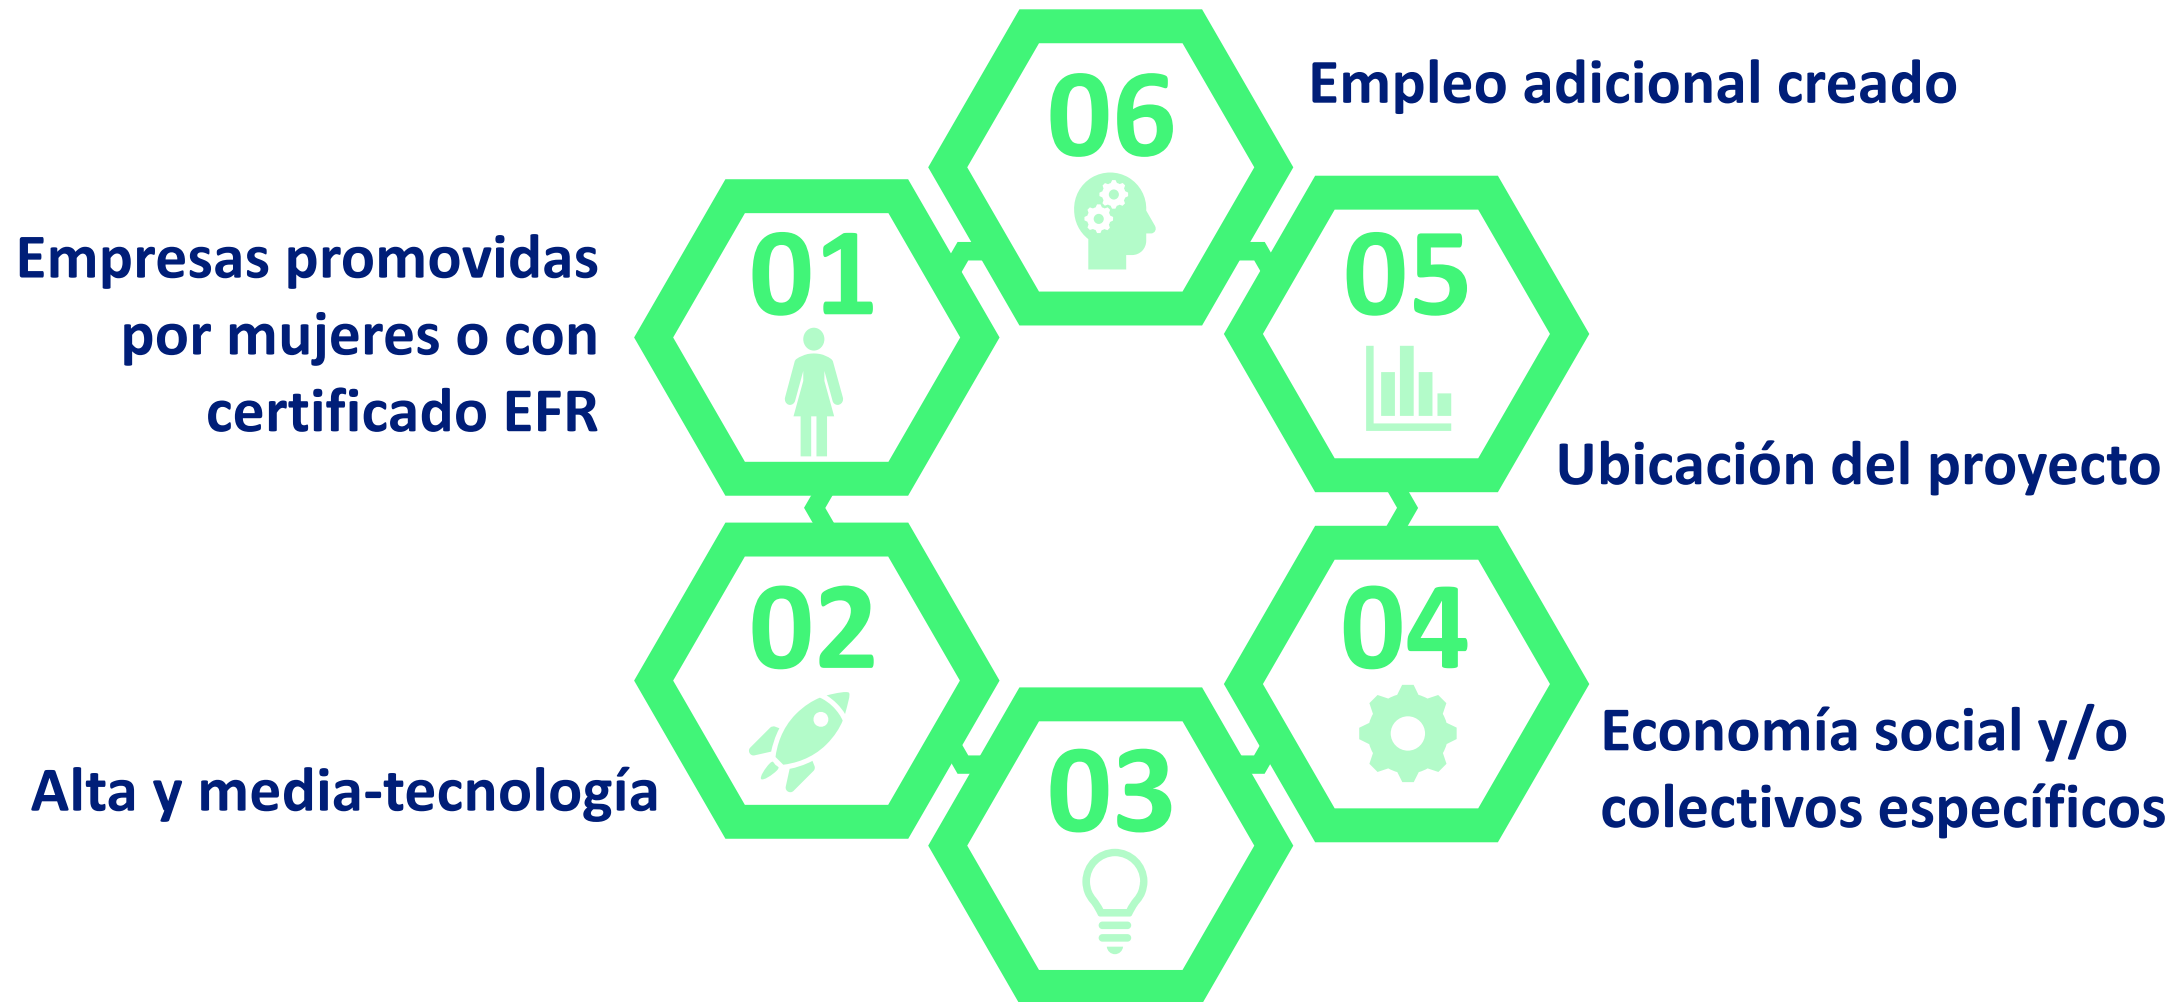 06
Empleo adicional creado
01
Empresas promovidas
por mujeres o con
certificado EFR
05
Ubicación del proyecto
02
Alta y media-tecnología
04
Economía social y/o
colectivos específicos
03